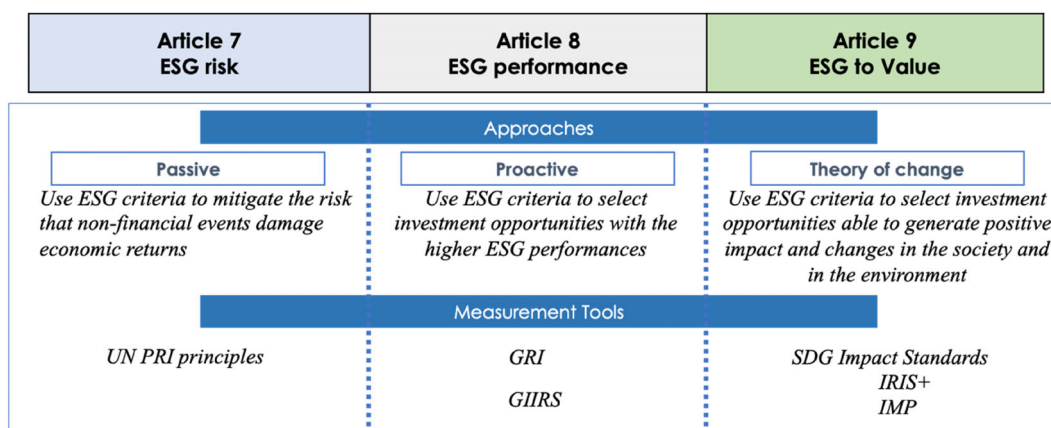 Article 7
ESG risk
Article 8
ESG performance
Article 9
ESG to Value
Approaches
Passive
Use ESG criteria to mitigate the risk
that non-financial events damage
economic returns
Proactive
Use ESG criteria to select
investment opportunities with the
higher ESG performances
Theory of change
Use ESG criteria to select investment
opportunities able to generate positive
impact and changes in the society and
in the environment
Measurement Tools
UN PRI principles
GRI
GIIRS
SDG Impact Standards
IRIS+
IMP